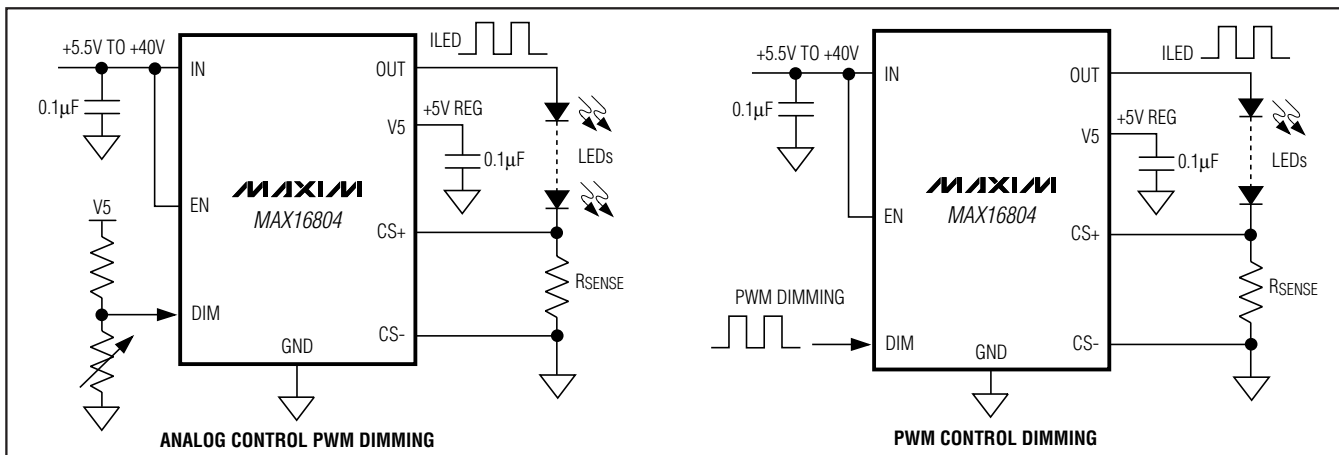 +5.5V TO +40V
ILED
IN
OUT
0.1µF
+5V REG
V5
0.1µF
LEDs
MAXIM
MAX16804
V5
EN
CS+
RSENSE
DIM
CS-
GND
ANALOG CONTROL PWM DIMMING
+5.5V TO +40V
ILED
IN
OUT
0.1µF
+5V REG
V5
0.1µF
LEDs
MAXIM
MAX16804
EN
CS+
RSENSE
PWM DIMMING
DIM
CS-
GND
PWM CONTROL DIMMING